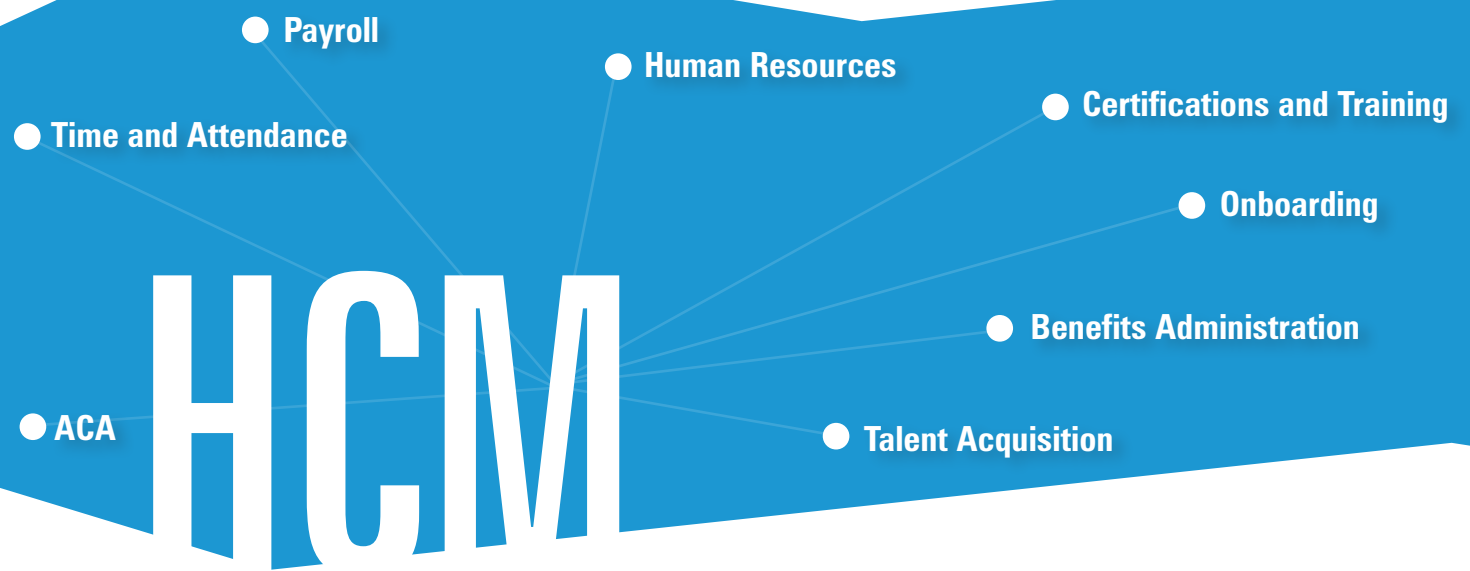 Payroll
Human Resources
Certifications and Training
Time and Attendance
Onboarding
HCM
Benefits Administration
ACA
Talent Acquisition